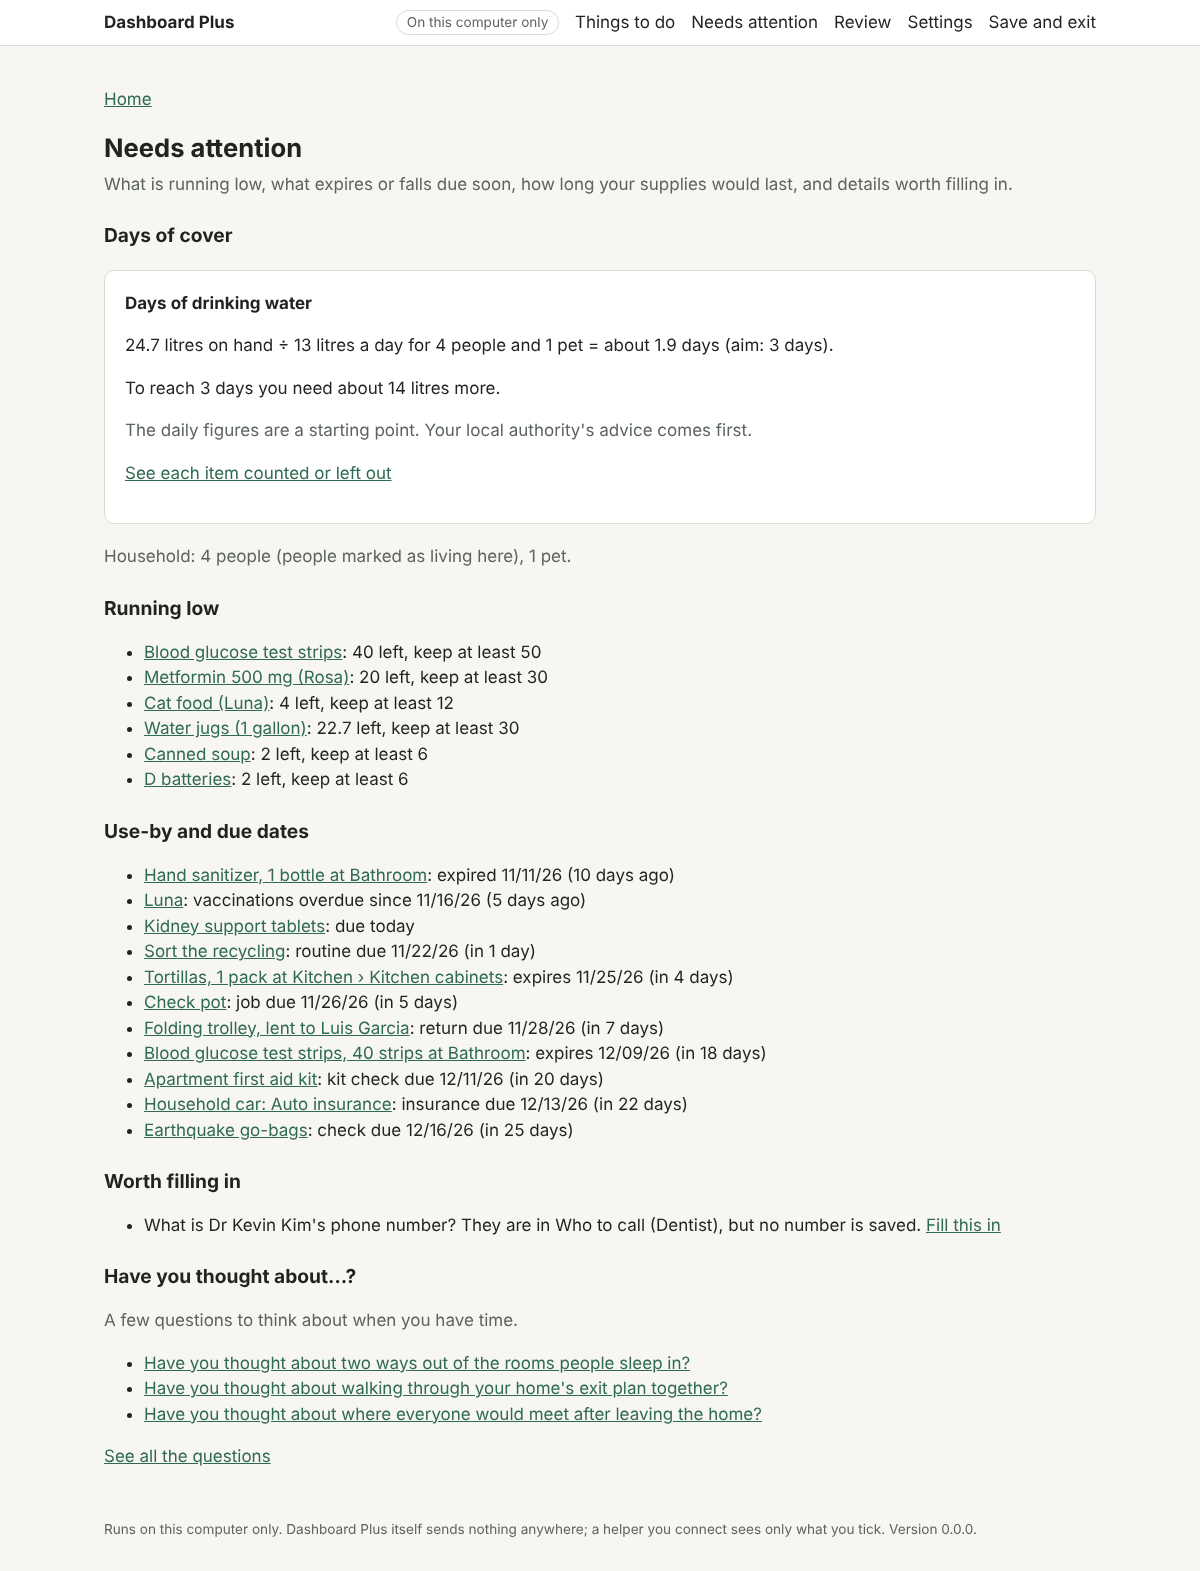 Dashboard Plus
On this computer only
Things to do
Needs attention
Review
Settings
Save and exit
Home
Needs attention
What is running low, what expires or falls due soon, how long your supplies would last, and details worth filling in.
Days of cover
Days of drinking water
24.7 litres on hand ÷ 13 litres a day for 4 people and 1 pet = about 1.9 days (aim: 3 days).
To reach 3 days you need about 14 litres more.
The daily figures are a starting point. Your local authority's advice comes first.
See each item counted or left out
Household: 4 people (people marked as living here), 1 pet.
Running low
Blood glucose test strips: 40 left, keep at least 50
Metformin 500 mg (Rosa): 20 left, keep at least 30
Cat food (Luna): 4 left, keep at least 12
Water jugs (1 gallon): 22.7 left, keep at least 30
Canned soup: 2 left, keep at least 6
D batteries: 2 left, keep at least 6
Use-by and due dates
Hand sanitizer, 1 bottle at Bathroom: expired 11/11/26 (10 days ago)
Luna: vaccinations overdue since 11/16/26 (5 days ago)
Kidney support tablets: due today
Sort the recycling: routine due 11/22/26 (in 1 day)
Tortillas, 1 pack at Kitchen › Kitchen cabinets: expires 11/25/26 (in 4 days)
Check pot: job due 11/26/26 (in 5 days)
Folding trolley, lent to Luis Garcia: return due 11/28/26 (in 7 days)
Blood glucose test strips, 40 strips at Bathroom: expires 12/09/26 (in 18 days)
Apartment first aid kit: kit check due 12/11/26 (in 20 days)
Household car: Auto insurance: insurance due 12/13/26 (in 22 days)
Earthquake go-bags: check due 12/16/26 (in 25 days)
Worth filling in
What is Dr Kevin Kim's phone number? They are in Who to call (Dentist), but no number is saved. Fill this in
Have you thought about...?
A few questions to think about when you have time.
Have you thought about two ways out of the rooms people sleep in?
Have you thought about walking through your home's exit plan together?
Have you thought about where everyone would meet after leaving the home?
See all the questions
Runs on this computer only. Dashboard Plus itself sends nothing anywhere; a helper you connect sees only what you tick. Version 0.0.0.